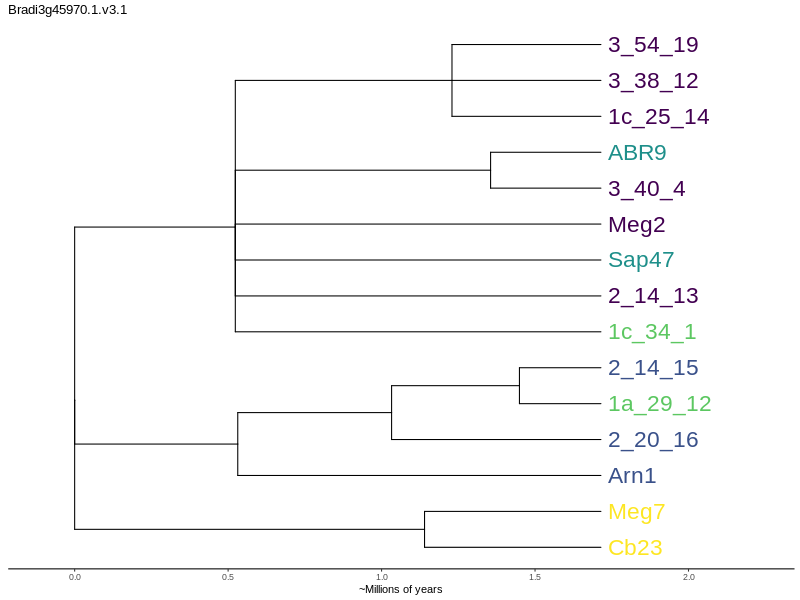 Bradi3g45970.1.v3.1
3_54_19
3_38_12
1c_25_14
ABR9
3_40_4
Meg2
Sap47
2_14_13
1c_34_1
2_14_15
1a_29_12
2_20_16
Arn1
Meg7
Cb23
0.0 0.5 1.0 1.5 2.0
~Millions of years